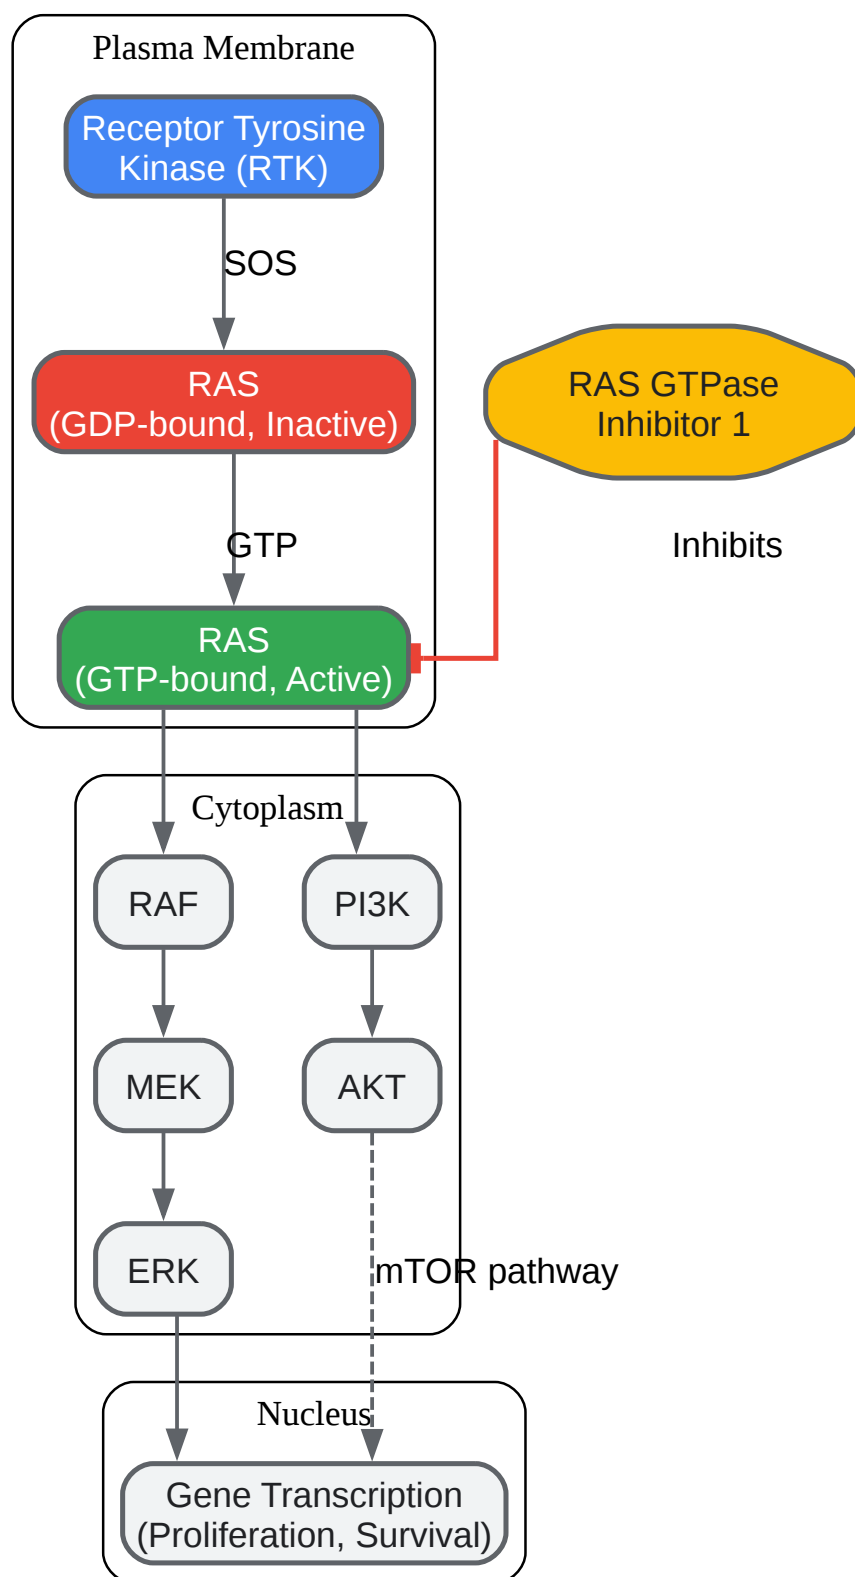 Plasma Membrane
Receptor Tyrosine
Kinase (RTK)
SOS
RAS
(GDP-bound, Inactive)
RAS GTPase
Inhibitor 1
GTP
Inhibits
RAS
(GTP-bound, Active)
Cytoplasm
RAF
PI3K
MEK
AKT
ERK
mTOR pathway
Nucleus
Gene Transcription
(Proliferation, Survival)